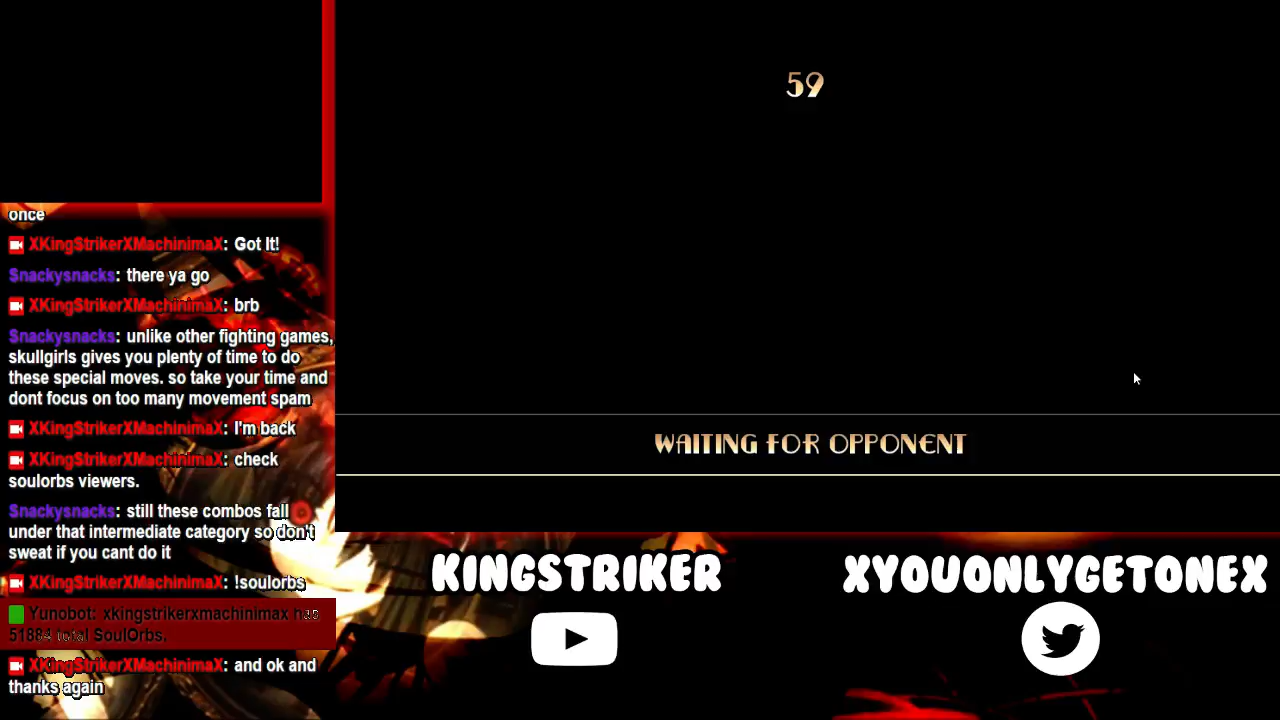 59
once
XKingStrikerXMachinimaX: Got It!
Snackysnacks: there ya go
XKingStrikerXMachinimaX: brb
Snackysnacks: unlike other fighting games,
skullgirls gives you plenty of time to do
these special moves. so take your time and
dont focus on too many movement spam
XKingStrikerXMachinimaX: I'm back
XKingStrikerXMachinimaX: check
soulorbs viewers.
Snackysnacks: still these combos fall
under that intermediate category so don't
sweat if you cant do it
XKingStrikerXMachinimaX: !soulorbs
Yunobot: xkingstrikerxmachinimax has
51884 total SoulOrbs.
XKingStrikerXMachinimaX: and ok and
thanks again
WAITING FOR OPPONENT
KINGSTRIKER
XYOUONLYGETONEX